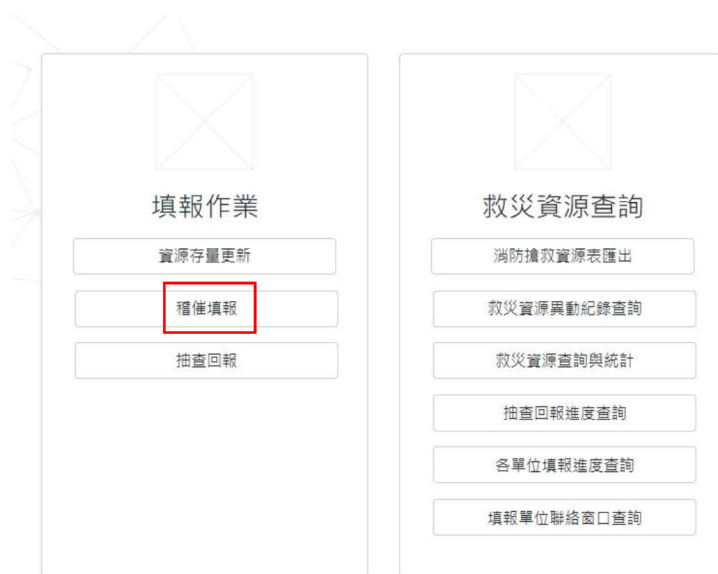 填報作業
資源存量更新
稽催填報
抽查回報
救災資源查詢
消防搶救資源表匯出
救災資源異動紀錄查詢
救災資源查詢與統計
抽查回報進度查詢
各單位填報進度查詢
填報單位聯絡窗口查詢